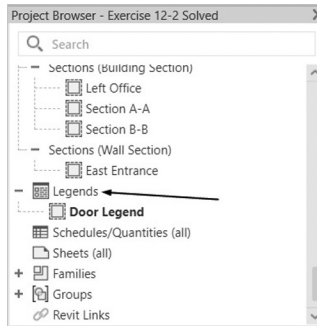 Project Browser - Exercise 12-2 Solved
Search
Sections (Building Section)
Left Office
Section A-A
Section B-B
Sections (Wall Section)
East Entrance
Legends
Door Legend
Schedules/Quantities (all)
Sheets (all)
Families
Groups
Revit Links